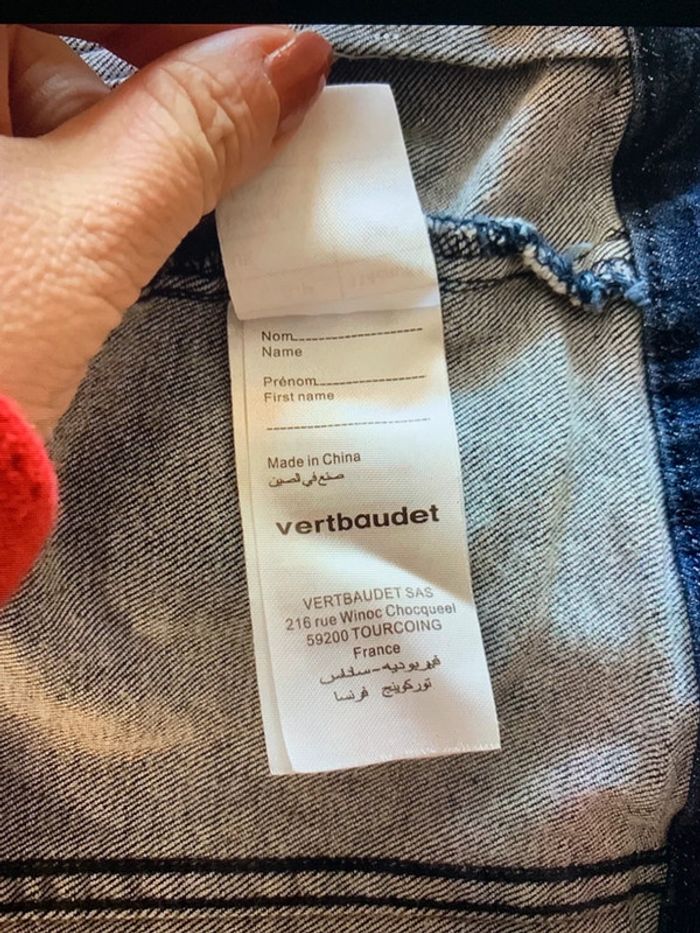 Nom
Name
Prénom
First name
Made in China
صنع في الصين
vertbaudet
VERTBAUDET SAS
216 rue Winoc Chocqueel
59200 TOURCOING
France
توركوينج فرنسا